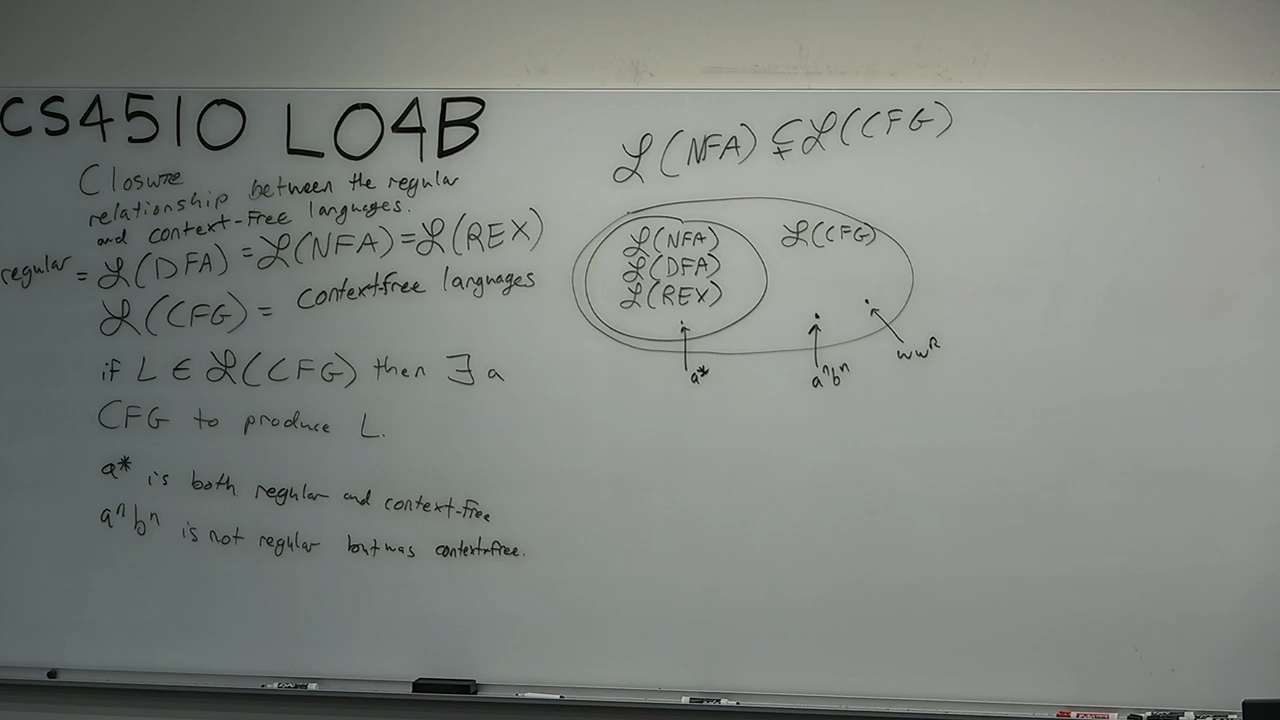 CS4510 L04B
Closure
relationship between the regular
and context-free languages.
regular = ℒ(DFA) = ℒ(NFA) = ℒ(REX)
ℒ(CFG) = context-free languages
if L ∈ ℒ(CFG) then ∃ a
CFG to produce L.
a* is both regular and context-free
aⁿbⁿ is not regular but was context-free.
ℒ(NFA) ⊊ ℒ(CFG)
ℒ(NFA)
ℒ(DFA)
ℒ(REX)
ℒ(CFG)
a*
aⁿbⁿ
wwᴿ